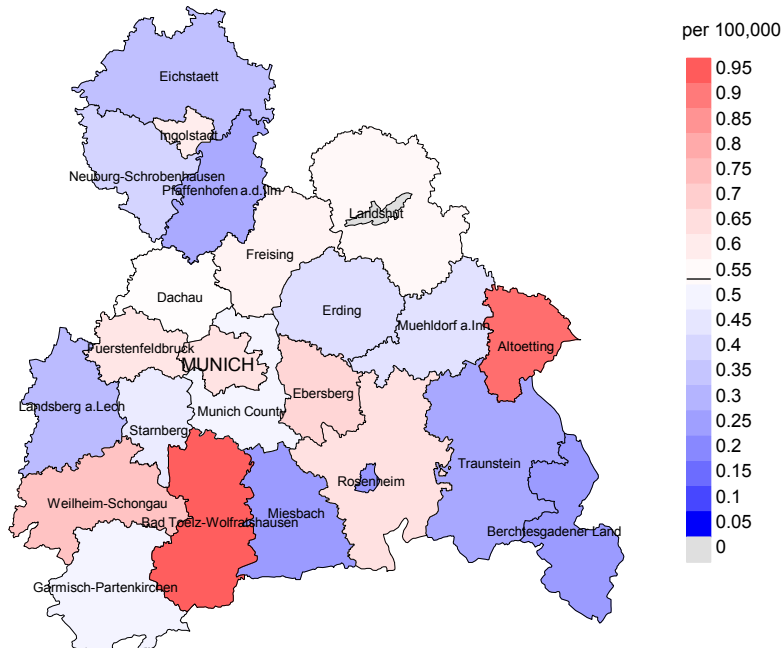 per 100,000
0.95
0.9
0.85
0.8
0.75
0.7
0.65
0.6
0.55
0.5
0.45
0.4
0.35
0.3
0.25
0.2
0.15
0.1
0.05
0
Eichstaett
Ingolstadt
Neuburg-Schrobenhausen
Pfaffenhofen a.d.Ilm
Landshut
Freising
Dachau
Erding
Muehldorf a.Inn
Altoetting
Fuerstenfeldbruck
MUNICH
Ebersberg
Landsberg a.Lech
Munich County
Starnberg
Traunstein
Rosenheim
Weilheim-Schongau
Miesbach
Bad Toelz-Wolfratshausen
Berchtesgadener Land
Garmisch-Partenkirchen